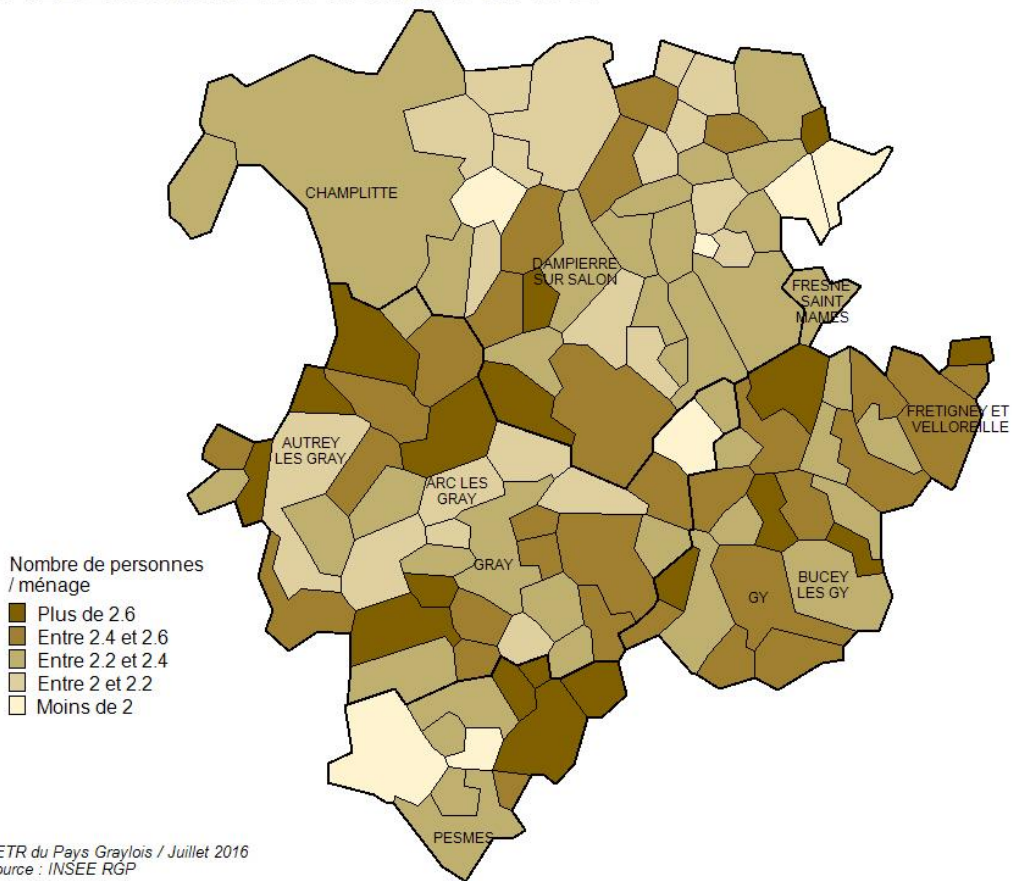 CHAMPLITTE
DAMPIERRE
SUR SALON
FRESNE
SAINT
MAMES
FRETIGNEY ET
VELLOREILLE
AUTREY
LES GRAY
ARC LES
GRAY
GRAY
BUCEY
LES GY
GY
PESMES
Nombre de personnes
/ ménage
Plus de 2.6
Entre 2.4 et 2.6
Entre 2.2 et 2.4
Entre 2 et 2.2
Moins de 2
ETR du Pays Graylois / Juillet 2016
ource : INSEE RGP